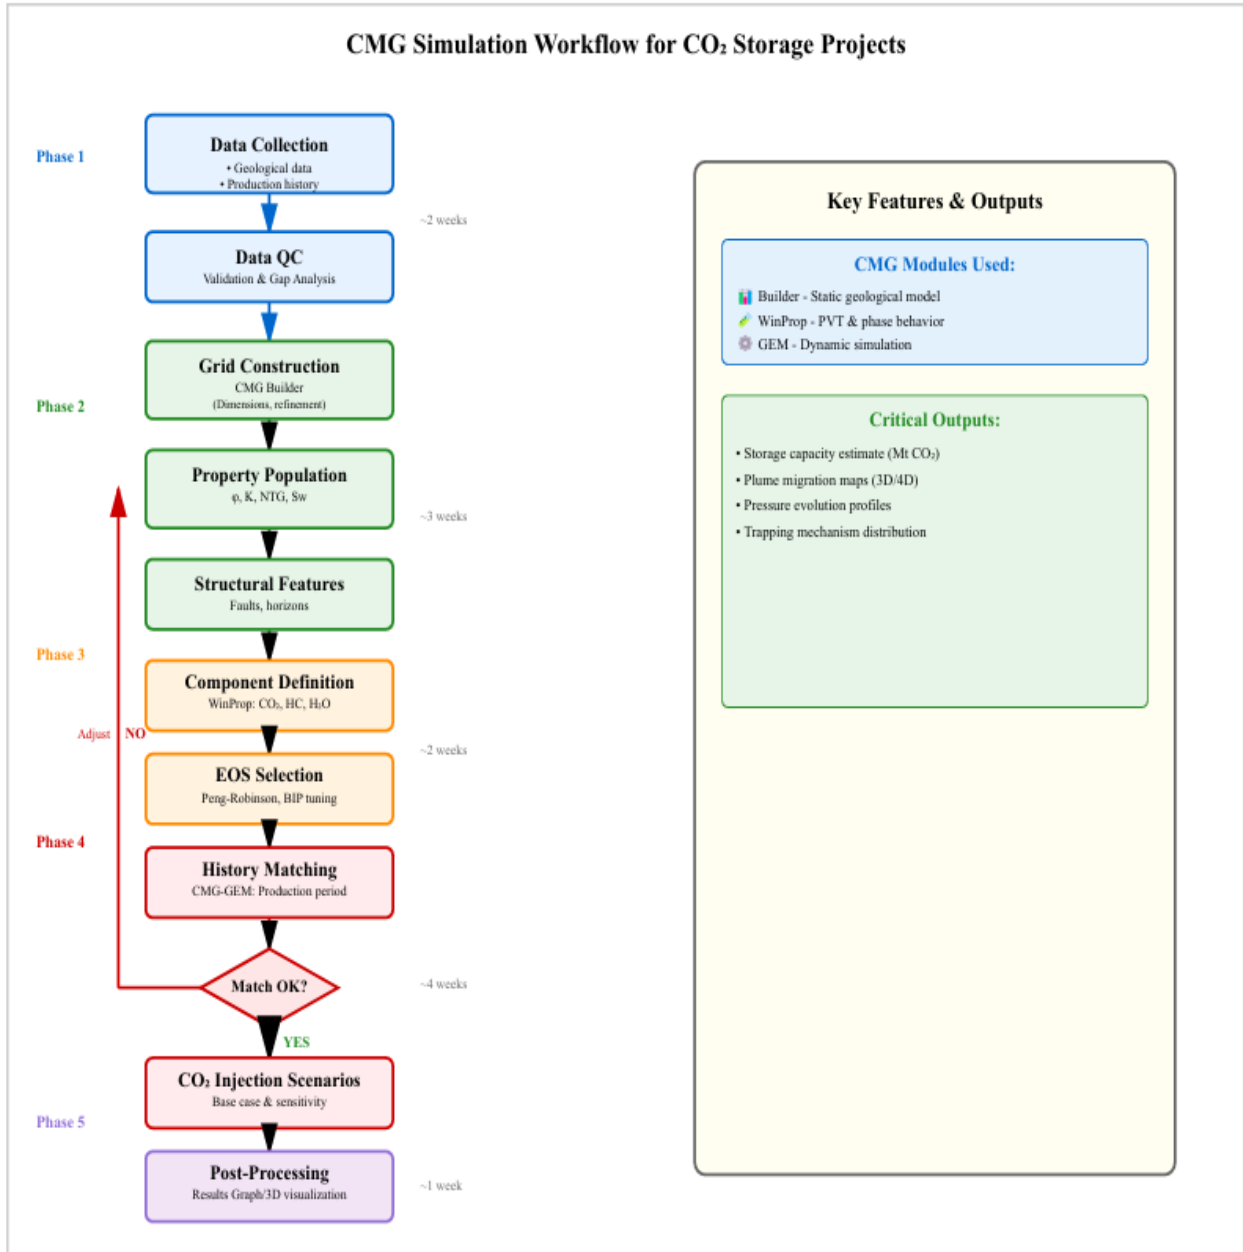 CMG Simulation Workflow for CO₂ Storage Projects
Phase 1
Data Collection
• Geological data
• Production history
~2 weeks
Data QC
Validation & Gap Analysis
Phase 2
Grid Construction
CMG Builder
(Dimensions, refinement)
Property Population
φ, K, NTG, Sw
~3 weeks
Structural Features
Faults, horizons
Phase 3
Component Definition
WinProp: CO₂, HC, H₂O
Adjust
NO
~2 weeks
EOS Selection
Peng-Robinson, BIP tuning
Phase 4
History Matching
CMG-GEM: Production period
Match OK?
~4 weeks
YES
CO₂ Injection Scenarios
Base case & sensitivity
Phase 5
Post-Processing
Results Graph/3D visualization
~1 week
Key Features & Outputs
CMG Modules Used:
Builder - Static geological model
WinProp - PVT & phase behavior
GEM - Dynamic simulation
Critical Outputs:
• Storage capacity estimate (Mt CO₂)
• Plume migration maps (3D/4D)
• Pressure evolution profiles
• Trapping mechanism distribution